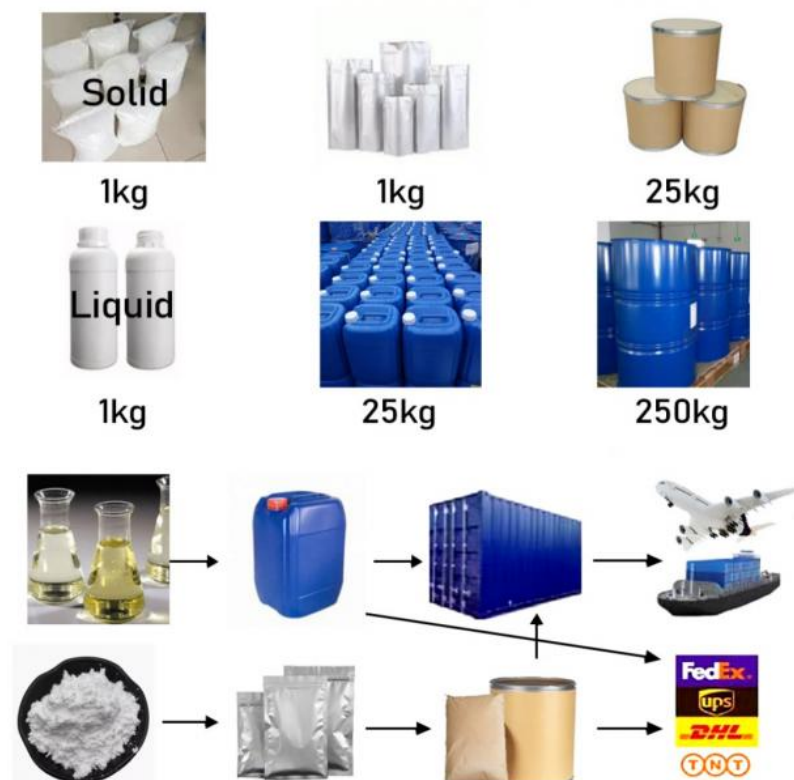 Solid
1kg
1kg
25kg
Liquid
1kg
25kg
250kg
FedEx
ups
DHL
TNT